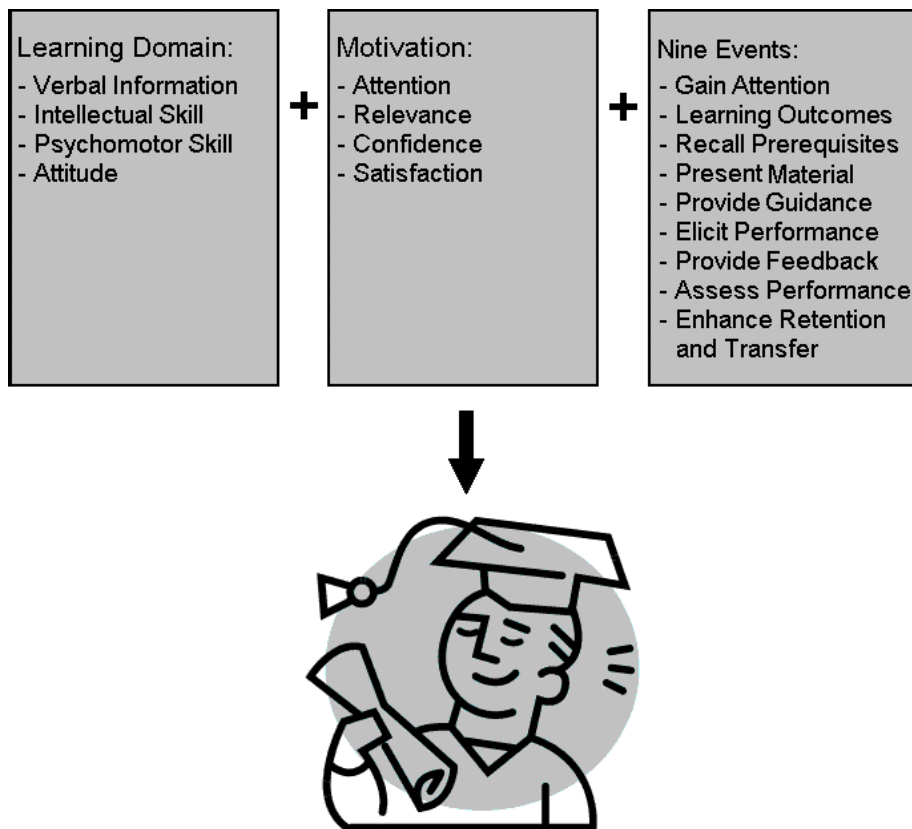 Learning Domain:
- Verbal Information
- Intellectual Skill
- Psychomotor Skill
- Attitude
+
Motivation:
- Attention
- Relevance
- Confidence
- Satisfaction
+
Nine Events:
- Gain Attention
- Learning Outcomes
- Recall Prerequisites
- Present Material
- Provide Guidance
- Elicit Performance
- Provide Feedback
- Assess Performance
- Enhance Retention
and Transfer